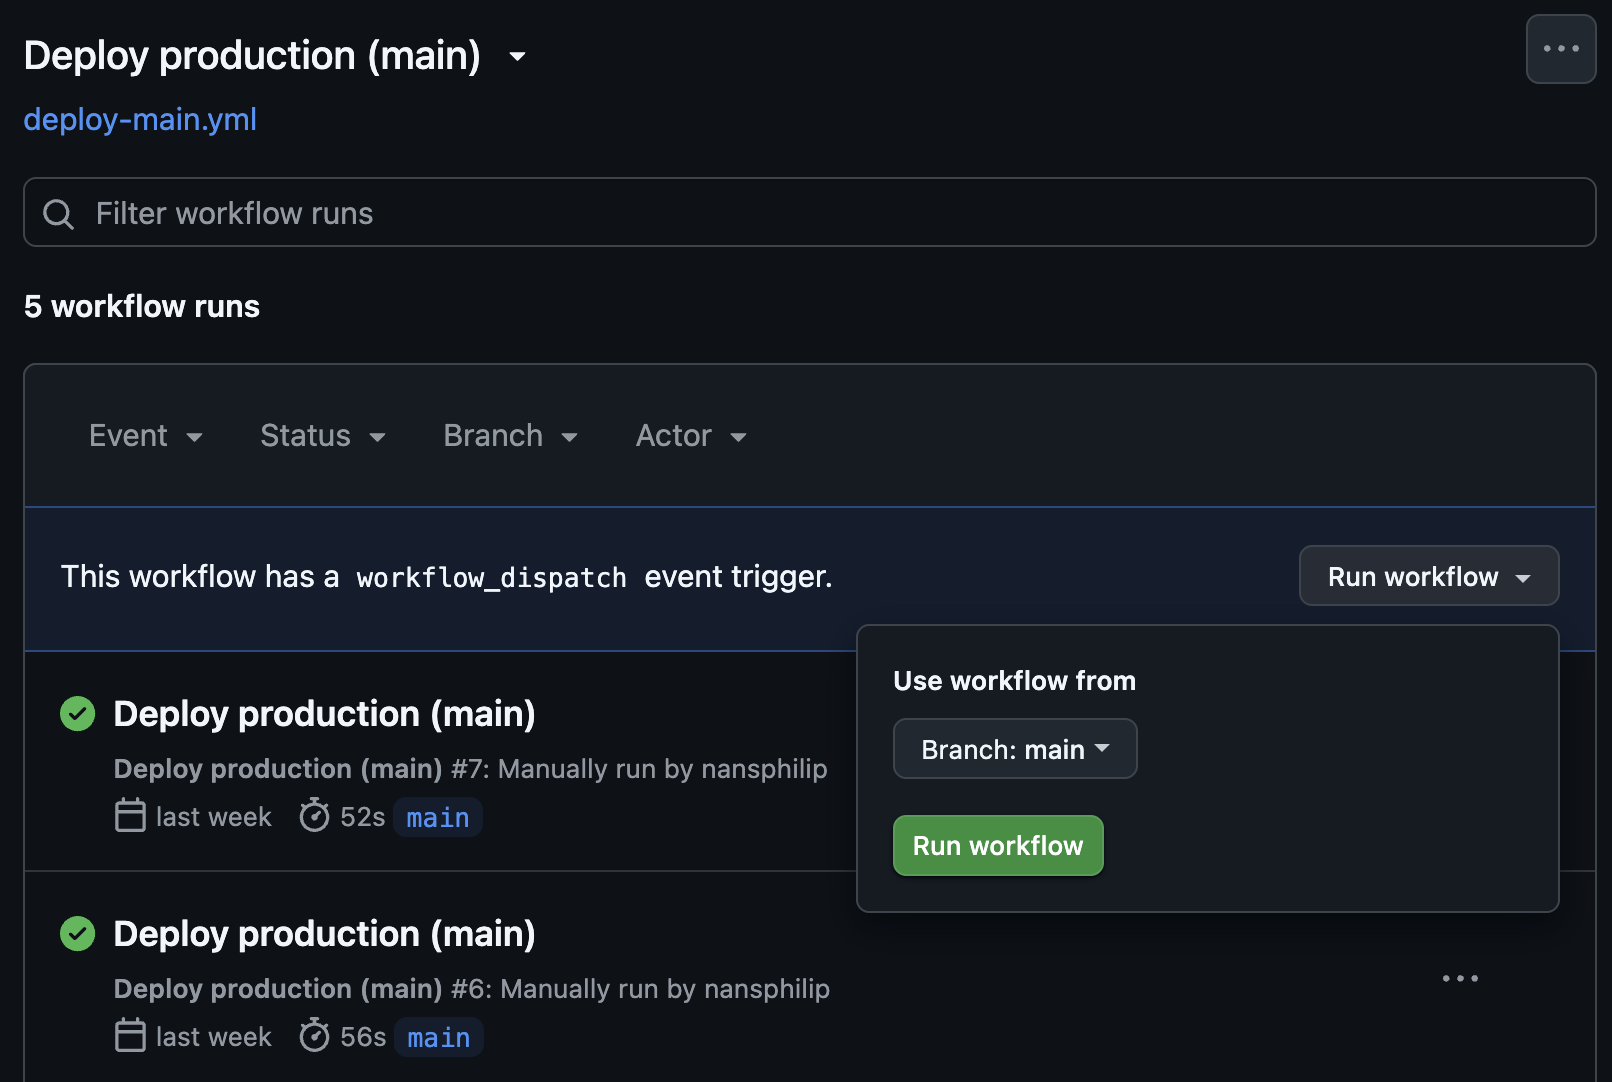 Deploy production (main)
deploy-main.yml
Filter workflow runs
5 workflow runs
Event Status Branch Actor
This workflow has a workflow_dispatch event trigger.
Run workflow
Use workflow from
Branch: main
Run workflow
Deploy production (main)
Deploy production (main) #7: Manually run by nansphilip
last week 52s main
Deploy production (main)
Deploy production (main) #6: Manually run by nansphilip
last week 56s main